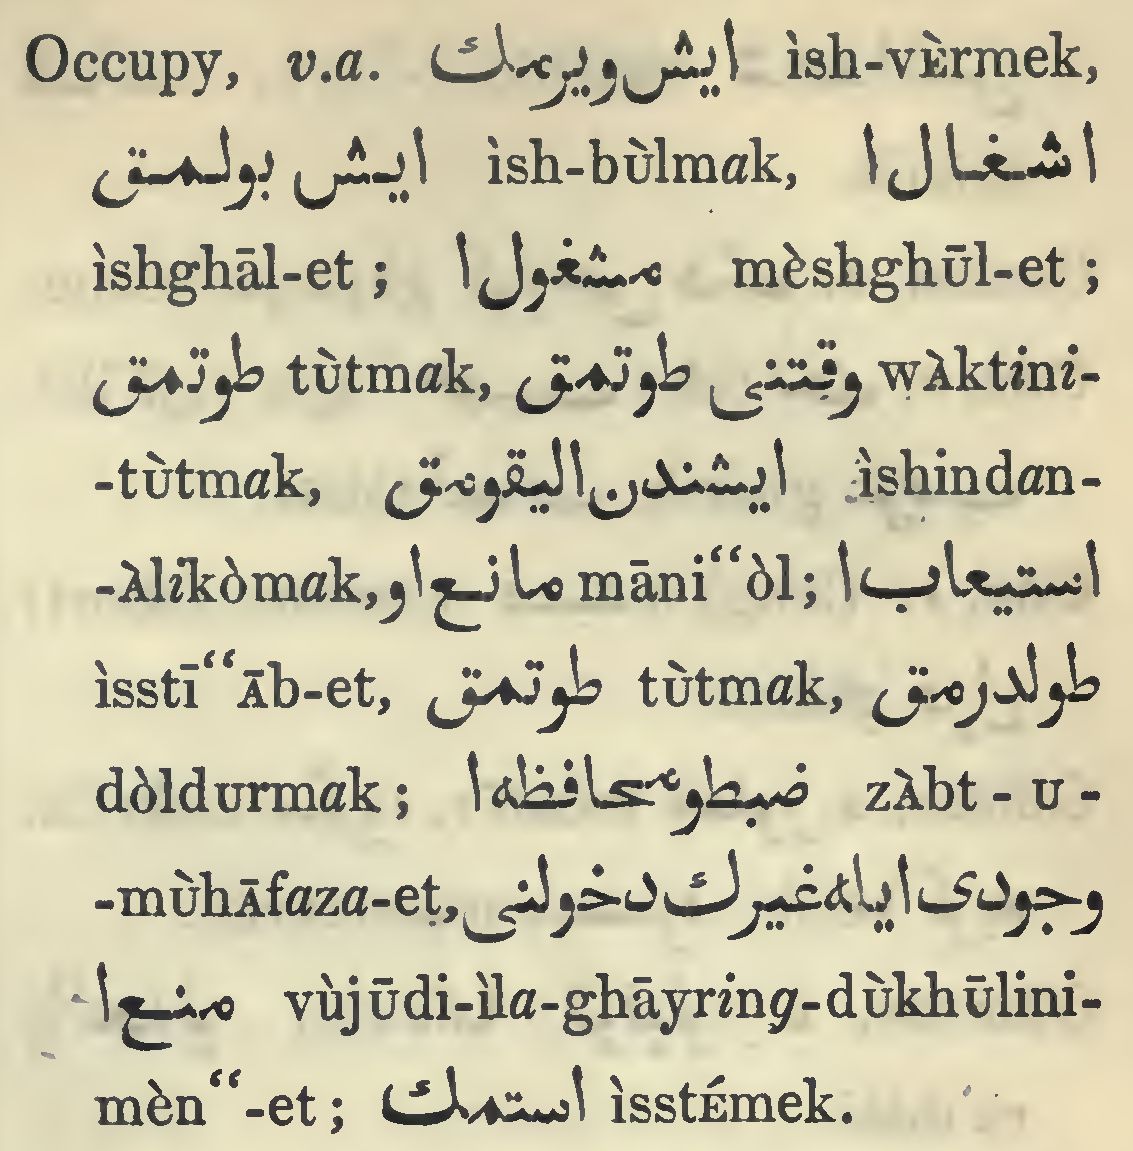 Occupy, v.a. ایش ویرمك ìsh-vÈrmek,
ایش بولمق ìsh-bùlmak, اشغال ا
ìshghāl-et; مشغول ا mèshghūl-et;
طوتمق tùtmak, وقتنی طوتمق wÀktini-
-tùtmak, ایشندن الیقومق ìshindan-
-Àlikòmak, مانع او māni“òl; استیعاب ا
ìsstī“Āb-et, طوتمق tùtmak, طولدرمق
dòldurmak; ضبط و محافظه ا zÀbt-u-
-mùhĀfaza-et, وجودی ایله غیرك دخولنی
منع ا vùjūdi-ìla-ghāyring-dùkhūlini-
mèn“-et; استمك ìsstÉmek.